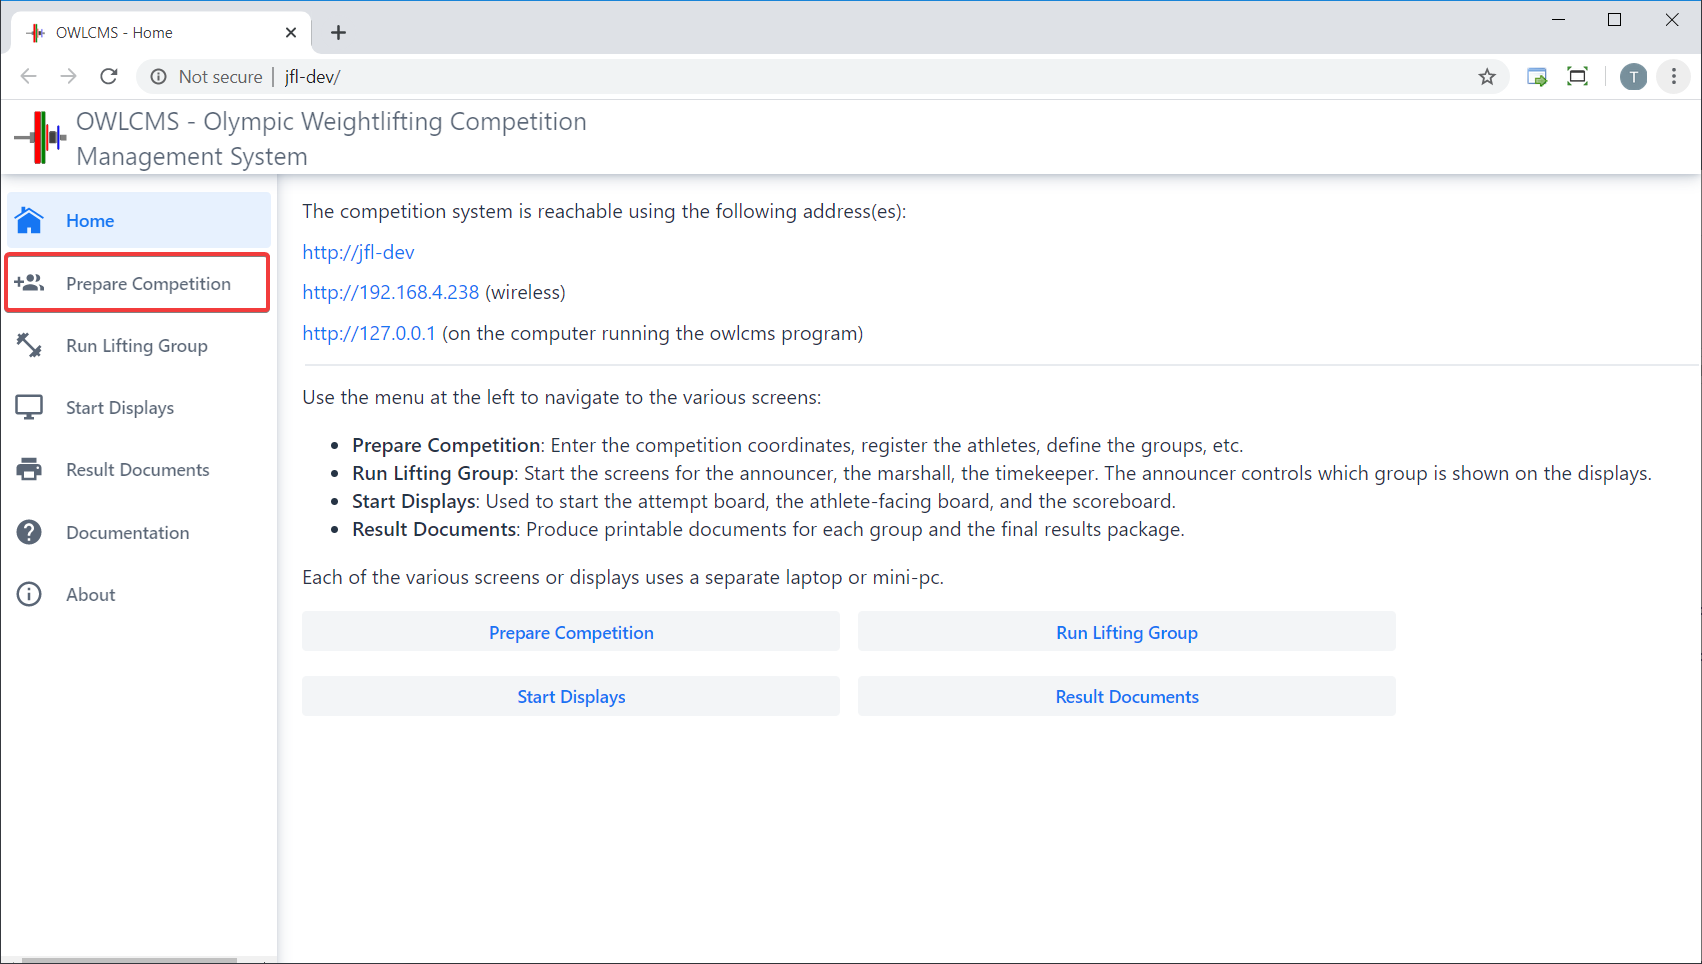 OWLCMS - Home
Not secure | jfl-dev/
T
OWLCMS - Olympic Weightlifting Competition
Management System
Home
Prepare Competition
Run Lifting Group
Start Displays
Result Documents
Documentation
About
The competition system is reachable using the following address(es):
http://jfl-dev
http://192.168.4.238 (wireless)
http://127.0.0.1 (on the computer running the owlcms program)
Use the menu at the left to navigate to the various screens:
• Prepare Competition: Enter the competition coordinates, register the athletes, define the groups, etc.
• Run Lifting Group: Start the screens for the announcer, the marshall, the timekeeper. The announcer controls which group is shown on the displays.
• Start Displays: Used to start the attempt board, the athlete-facing board, and the scoreboard.
• Result Documents: Produce printable documents for each group and the final results package.
Each of the various screens or displays uses a separate laptop or mini-pc.
Prepare Competition
Run Lifting Group
Start Displays
Result Documents